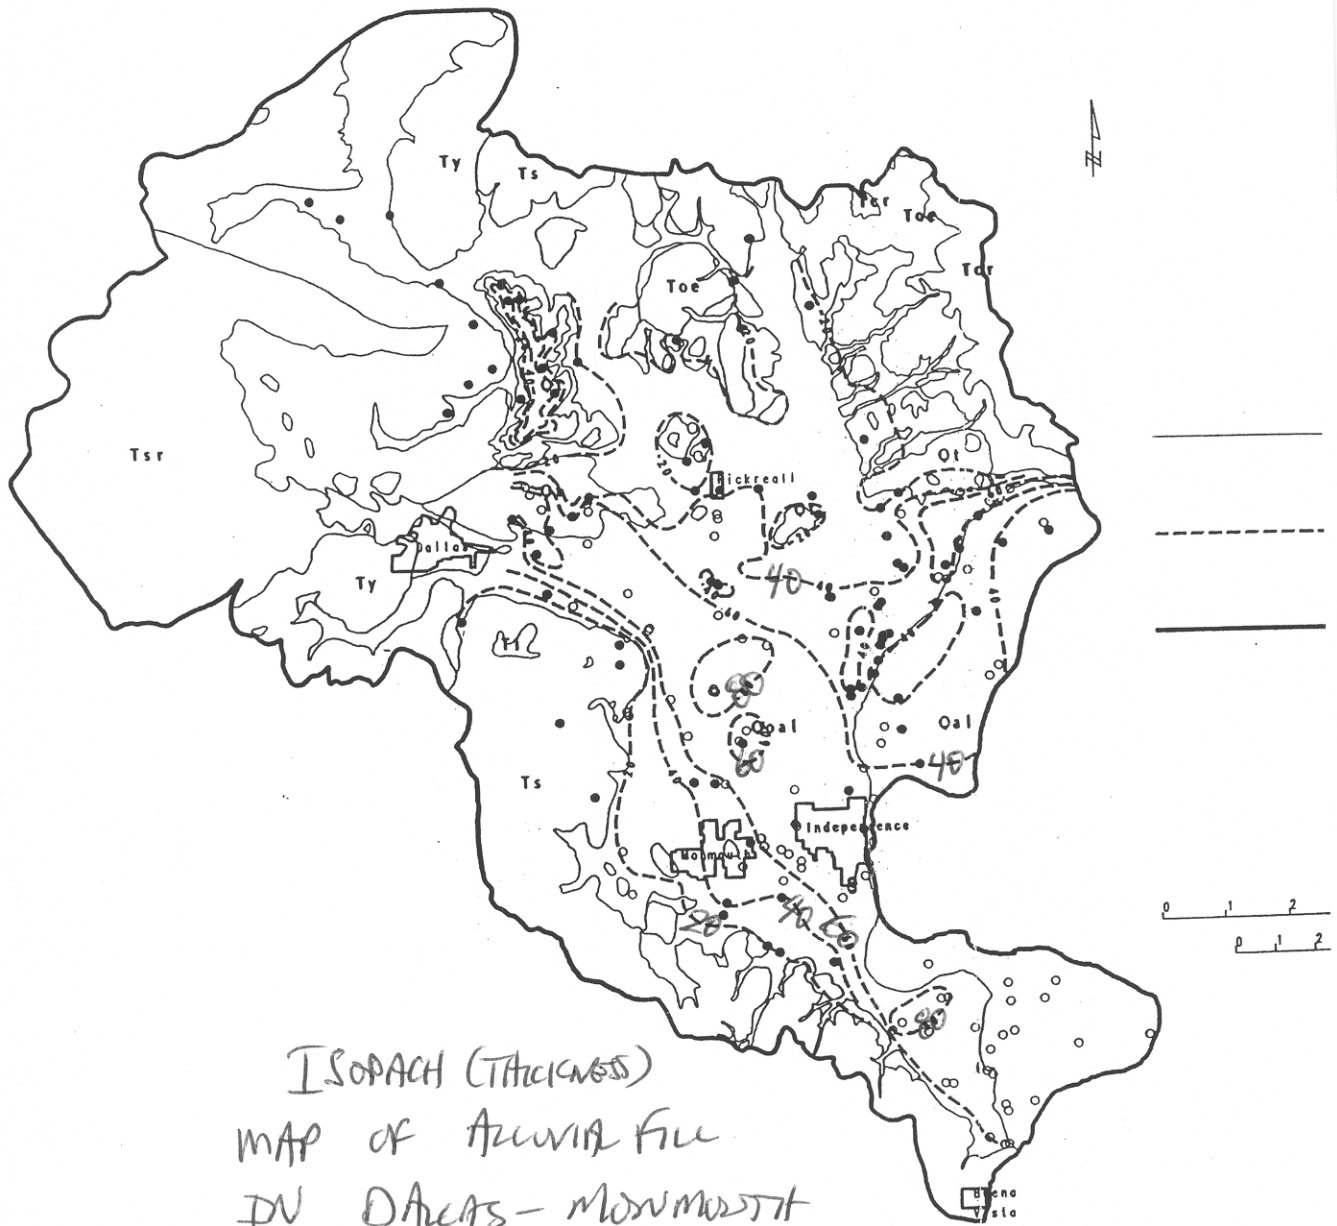 Ty
Ts
Tcr
Toe
Tcr
Toe
Qt
Tsr
Rickreall
Dallas
40
Ty
80
Qal
Qoal
60
40
Ts
20
Independence
Monmouth
20
40
60
0 1 2
0 1 2
80
ISOPACH (THICKNESS)
MAP OF ALLUVIAL FILL
IN DALLAS - MONMOUTH
Buena
Vista